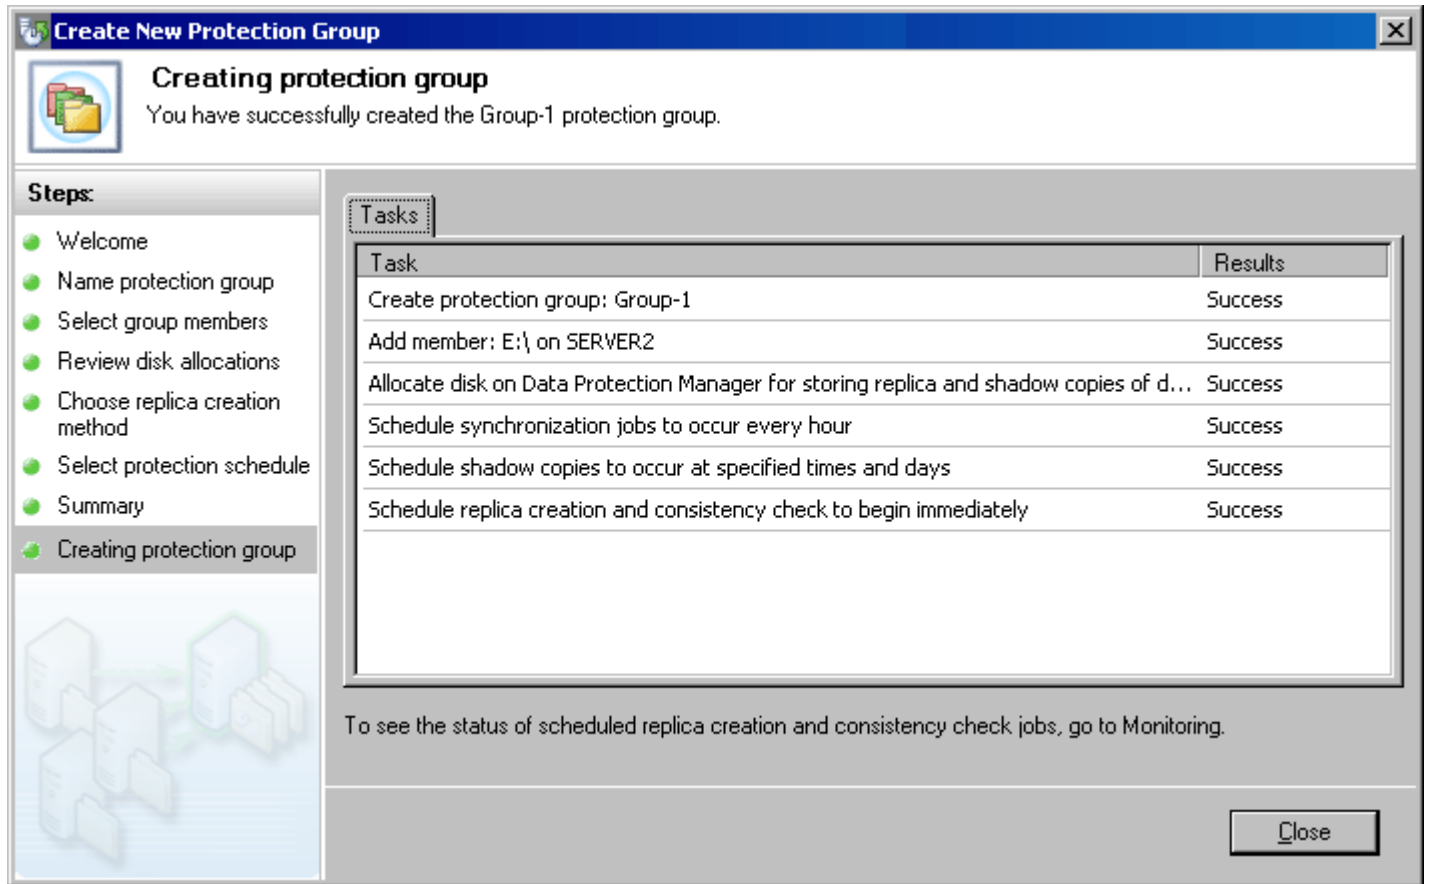 Create New Protection Group
Creating protection group
You have successfully created the Group-1 protection group.
Steps:
Welcome
Name protection group
Select group members
Review disk allocations
Choose replica creation
method
Select protection schedule
Summary
Creating protection group
Tasks
Task Results
Create protection group: Group-1 Success
Add member: E:\ on SERVER2 Success
Allocate disk on Data Protection Manager for storing replica and shadow copies of d... Success
Schedule synchronization jobs to occur every hour Success
Schedule shadow copies to occur at specified times and days Success
Schedule replica creation and consistency check to begin immediately Success
To see the status of scheduled replica creation and consistency check jobs, go to Monitoring.
Close